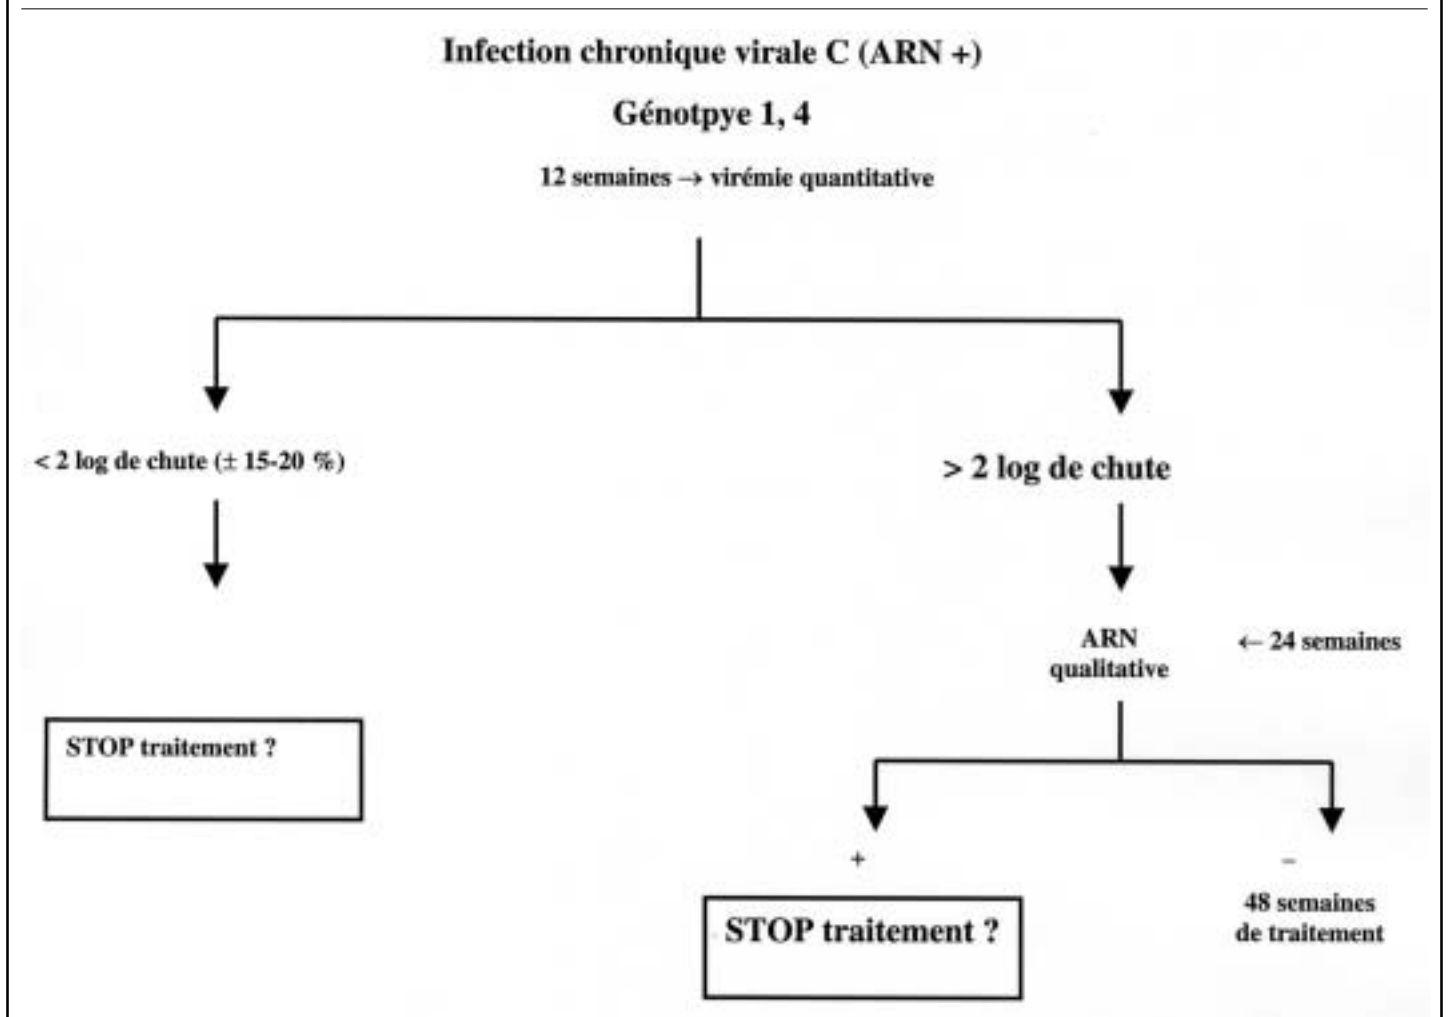 Infection chronique virale C (ARN +)
Génotpye 1, 4
12 semaines → virémie quantitative
< 2 log de chute (± 15-20 %)
> 2 log de chute
ARN
qualitative
← 24 semaines
STOP traitement ?
+
–
STOP traitement ?
48 semaines
de traitement